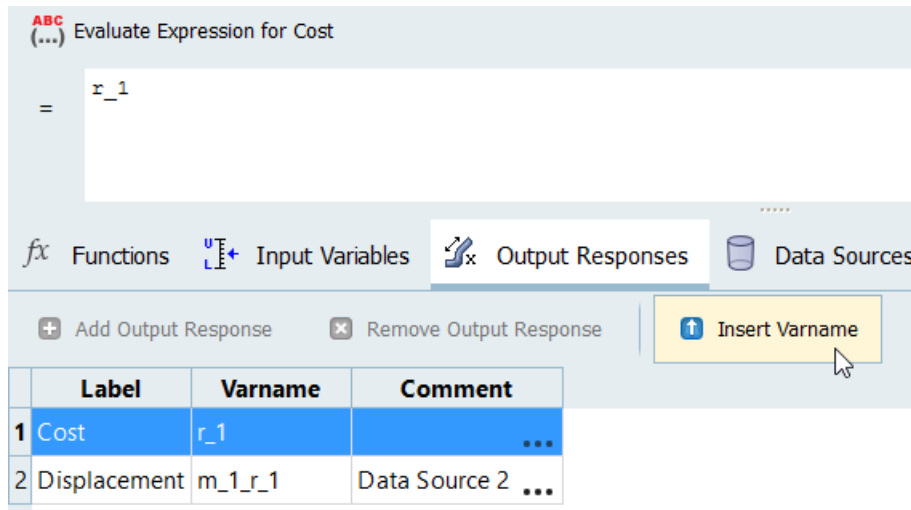 ABC
(...) Evaluate Expression for Cost
= r_1
fx Functions U L Input Variables x Output Responses Data Sources
Add Output Response Remove Output Response Insert Varname
Label Varname Comment
1 Cost r_1 ...
2 Displacement m_1_r_1 Data Source 2 ...